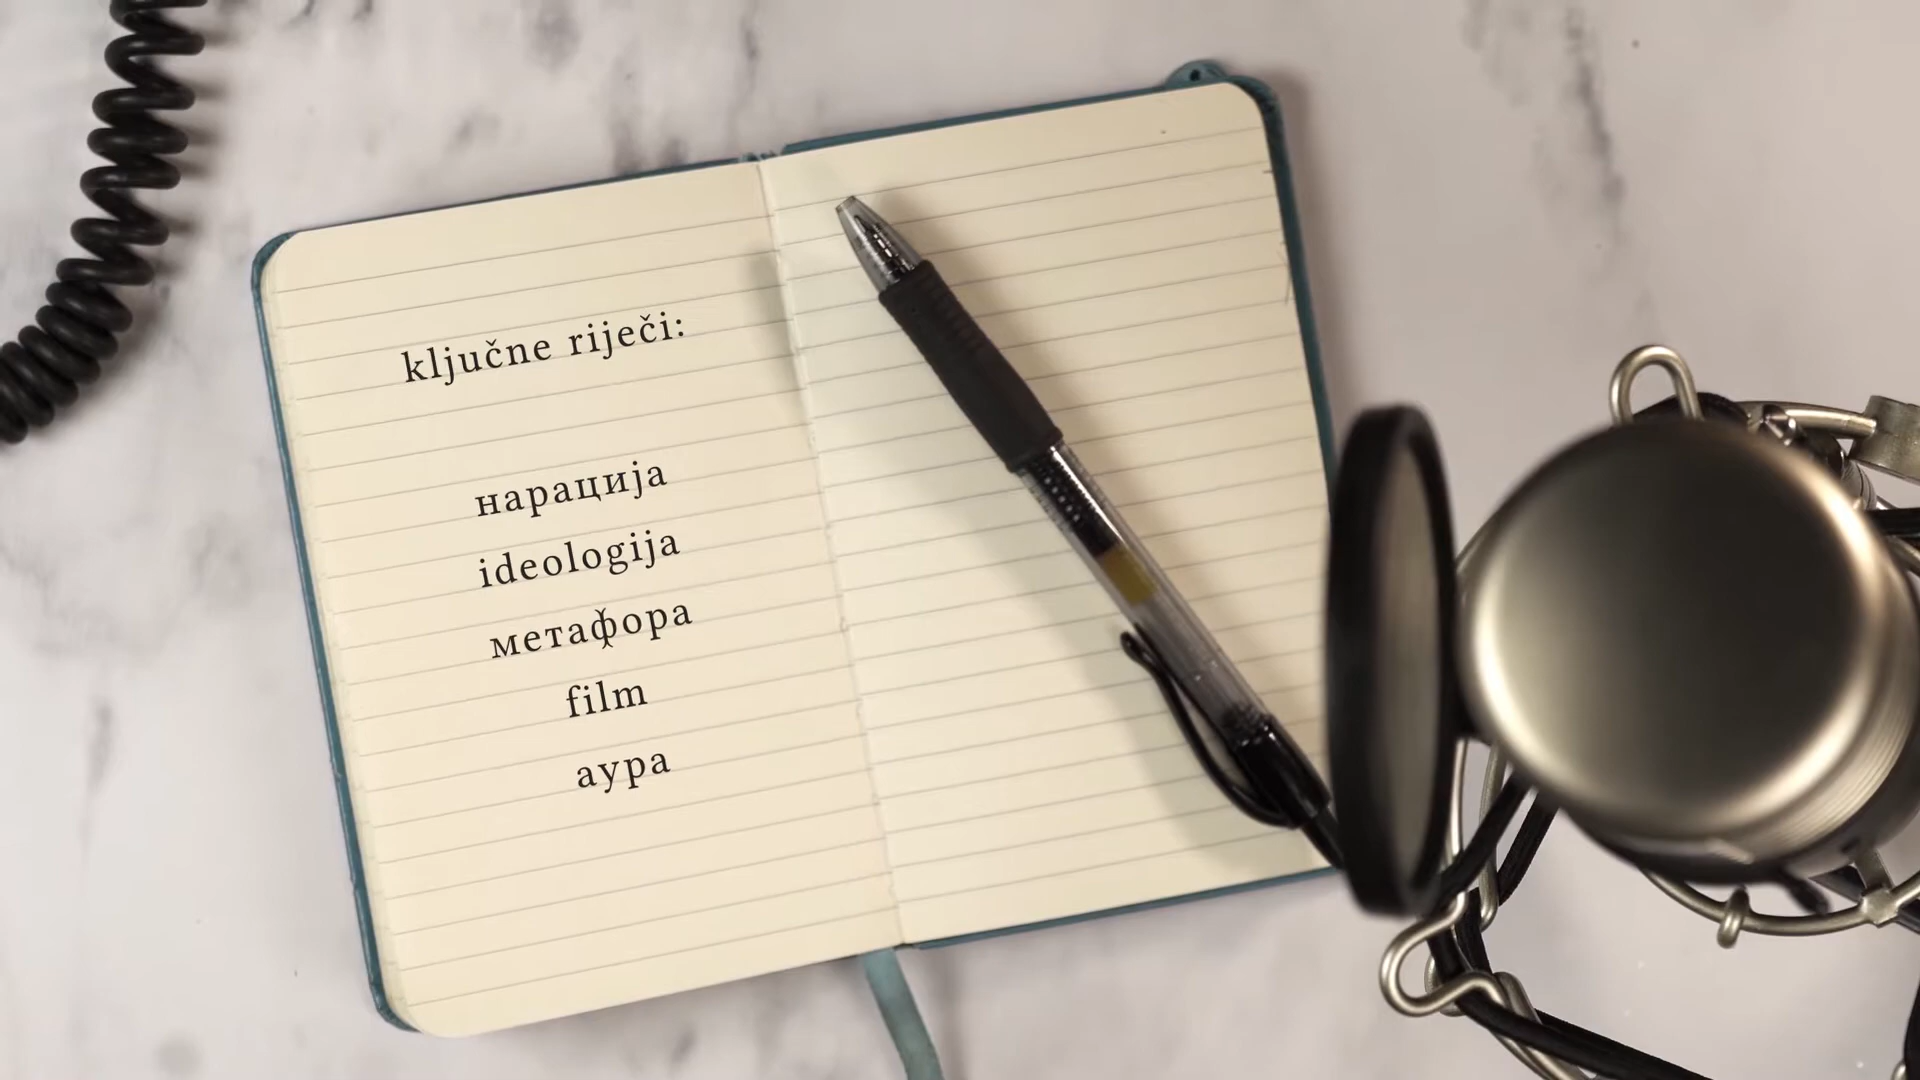 ključne riječi:
нарација
ideologija
метафора
film
аура